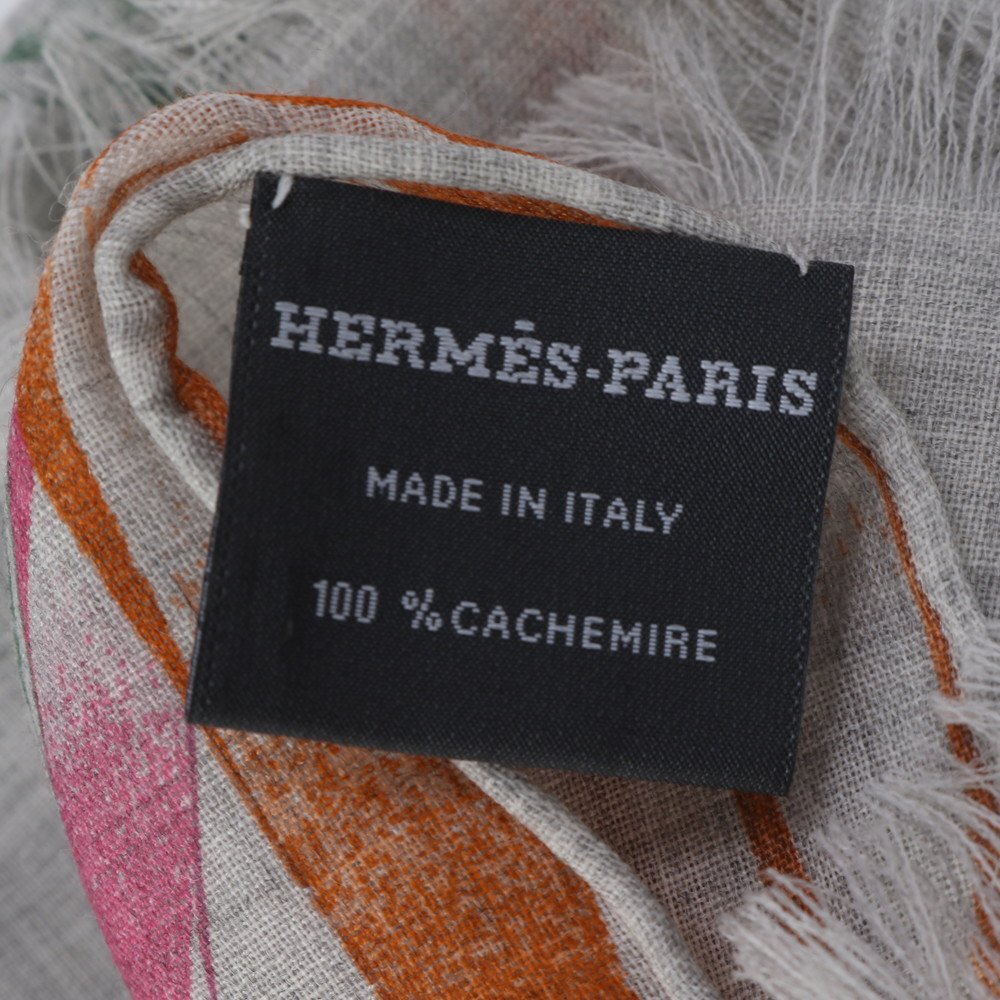 HERMÈS-PARIS
MADE IN ITALY
100 % CACHEMIRE